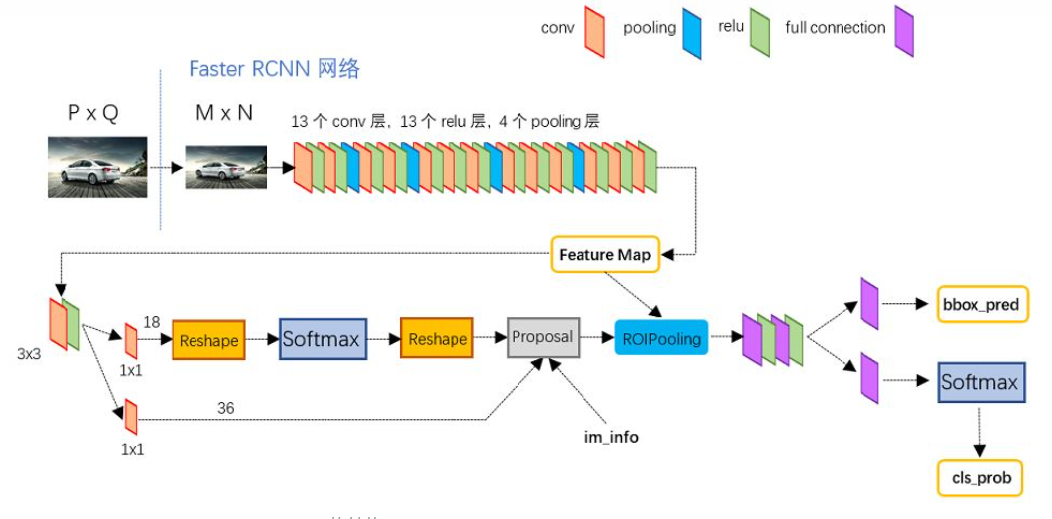 conv
pooling
relu
full connection
Faster RCNN 网络
P x Q
M x N
13 个 conv 层, 13 个 relu 层, 4 个 pooling 层
Feature Map
3x3
18
1x1
Reshape
Softmax
Reshape
Proposal
ROIPooling
bbox_pred
Softmax
36
1x1
im_info
cls_prob